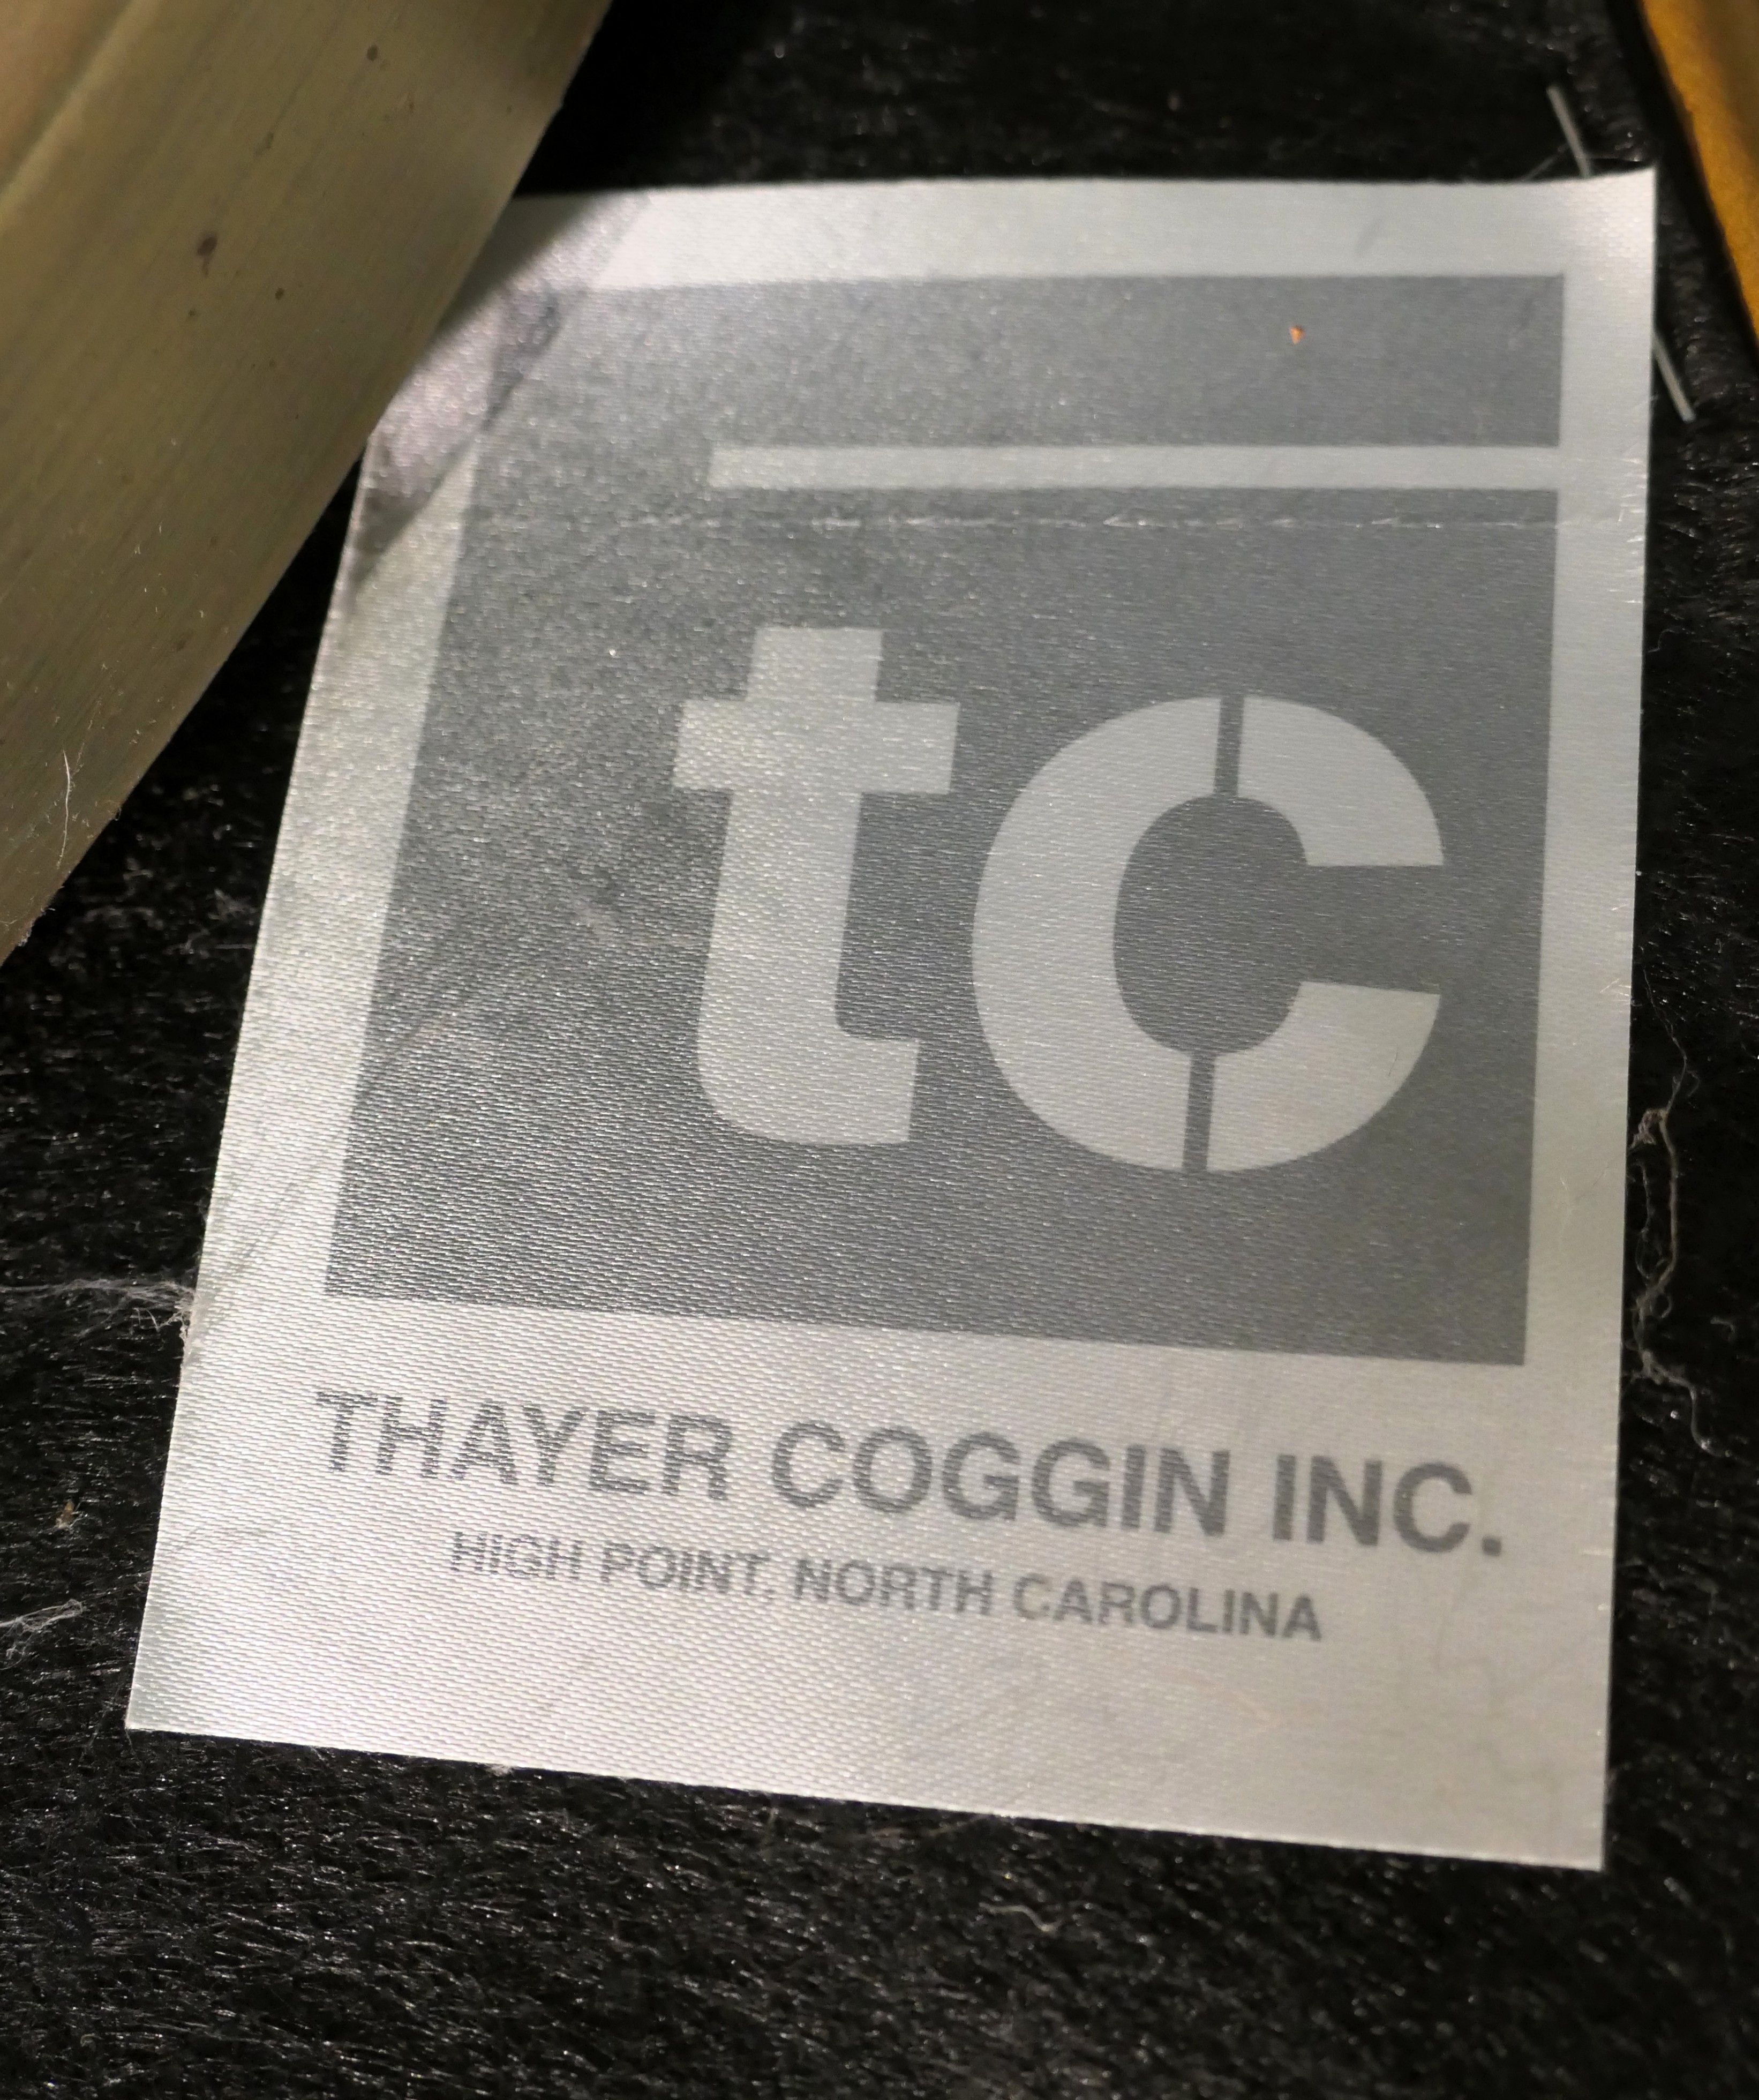 tc
THAYER COGGIN INC.
HIGH POINT, NORTH CAROLINA